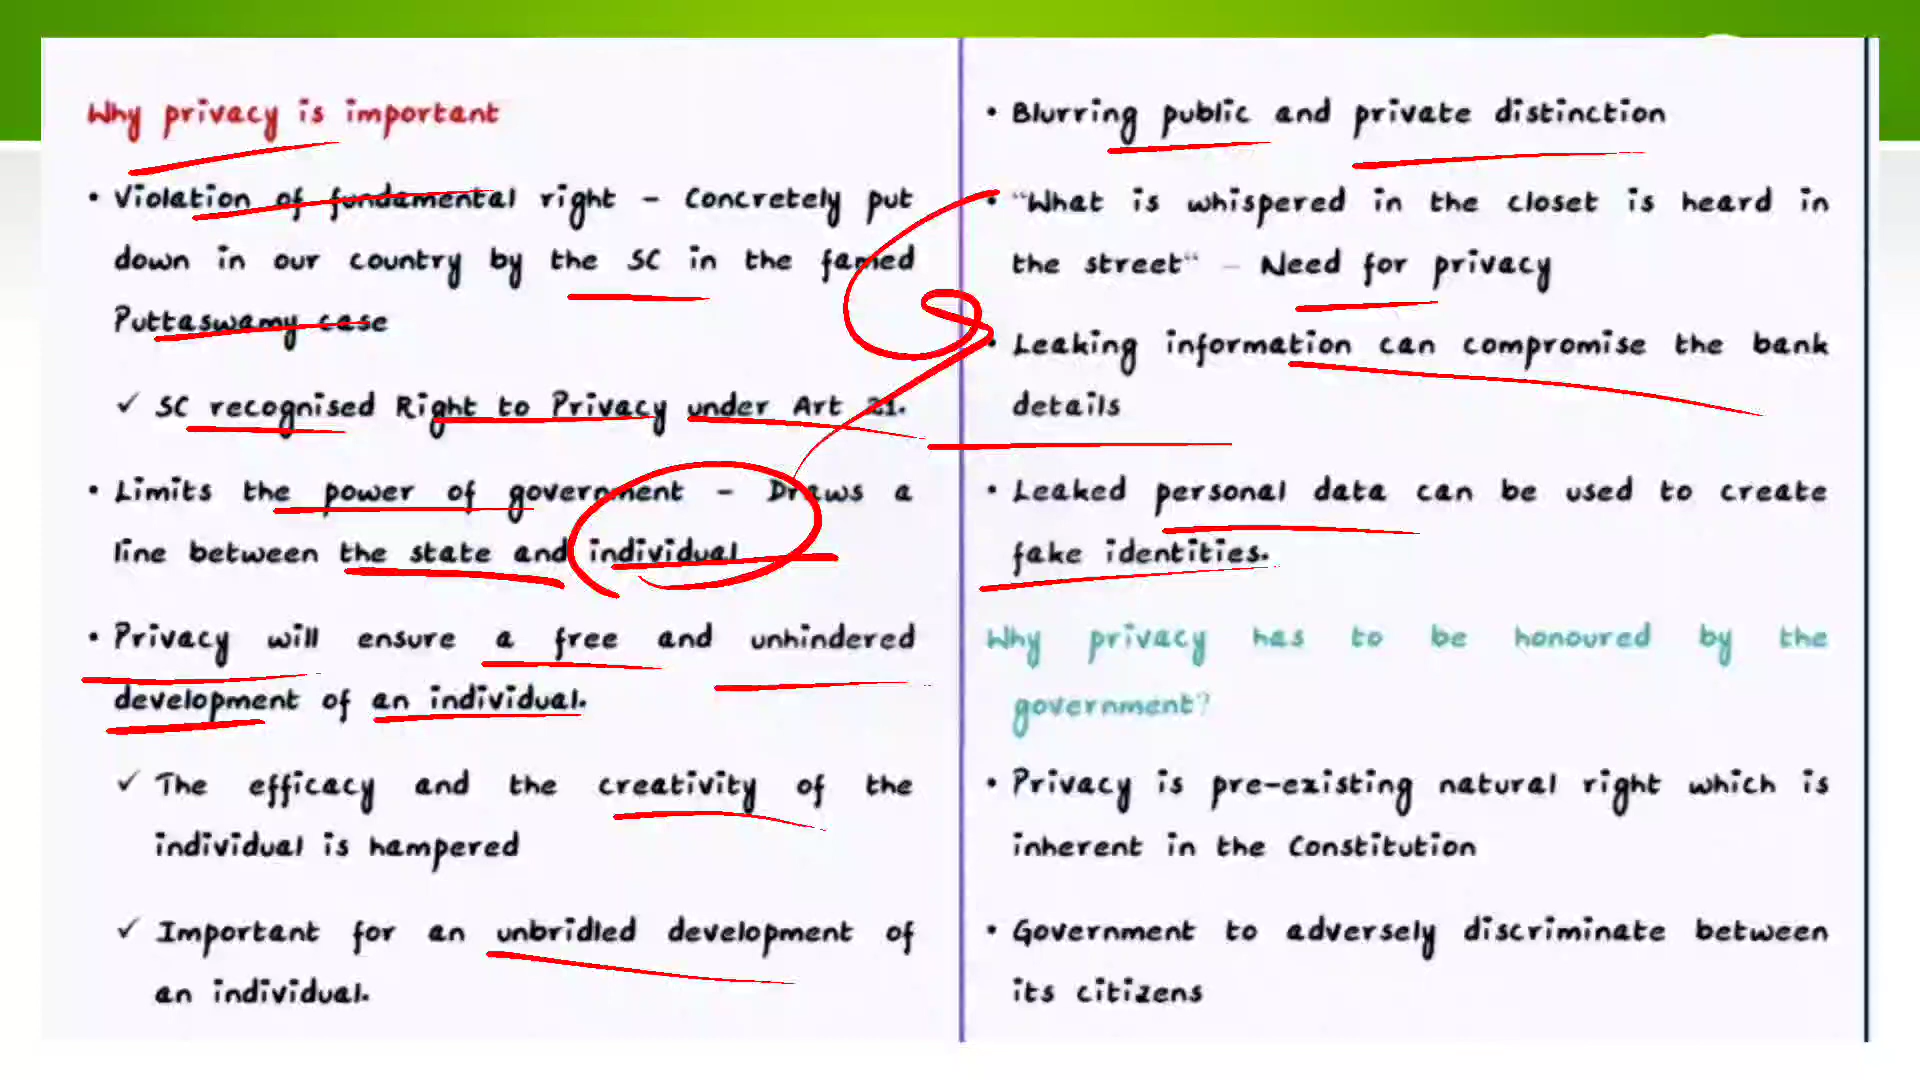 Why privacy is important
• Violation of fundamental right - Concretely put
down in our country by the SC in the famed
Puttaswamy case
✓ SC recognised Right to Privacy under Art 21.
• Limits the power of government - Draws a
line between the state and individual
• Privacy will ensure a free and unhindered
development of an individual.
✓ The efficacy and the creativity of the
individual is hampered
✓ Important for an unbridled development of
an individual.
• Blurring public and private distinction
• "What is whispered in the closet is heard in
the street" - Need for privacy
• Leaking information can compromise the bank
details
• Leaked personal data can be used to create
fake identities.
Why privacy has to be honoured by the
government?
• Privacy is pre-existing natural right which is
inherent in the Constitution
• Government to adversely discriminate between
its citizens